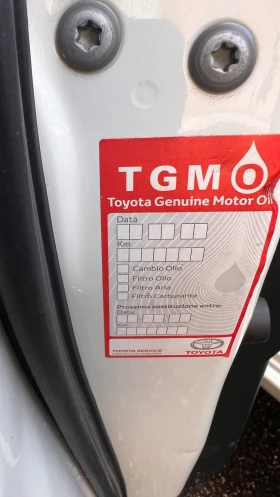 TGMO
Toyota Genuine Motor Oil
Data
Km
Cambio Olio
Filtro Olio
Filtro Aria
Filtro Carburante
Prossima sostituzione entro:
Data
Km
TOYOTA SERVICE
TOYOTA